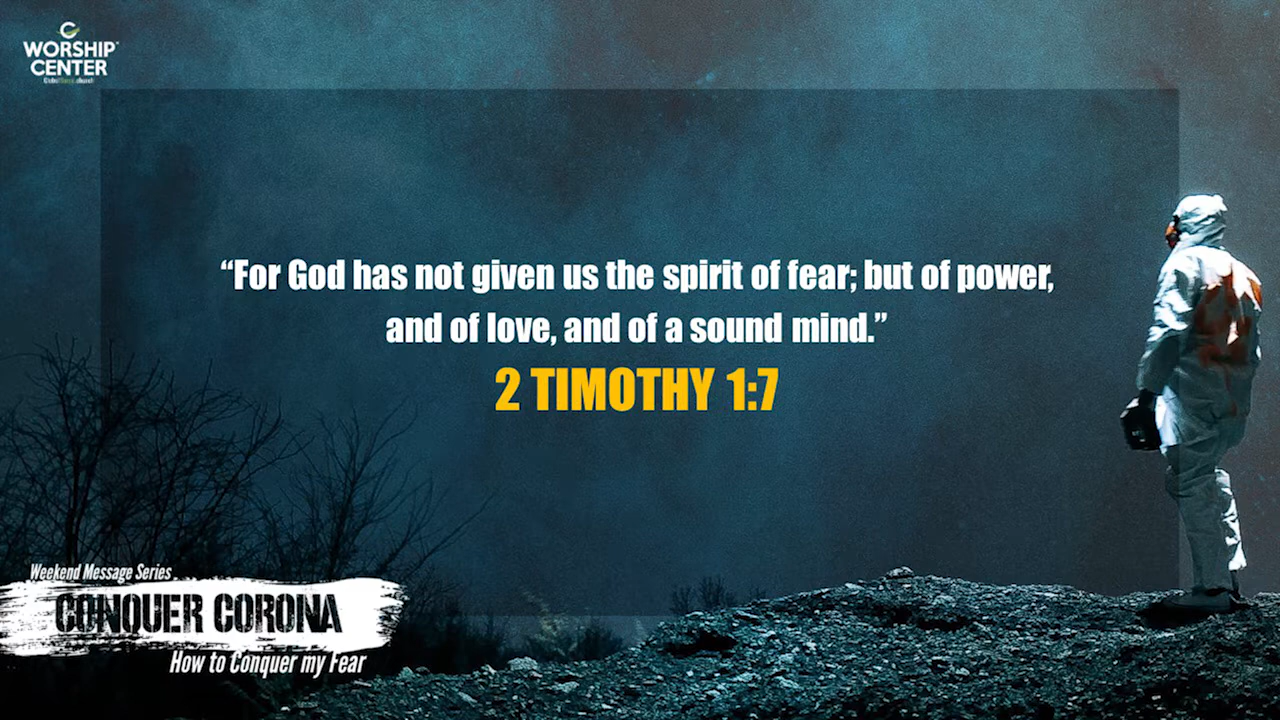 WORSHIP
CENTER
“For God has not given us the spirit of fear; but of power,
and of love, and of a sound mind.”
2 TIMOTHY 1:7
Weekend Message Series
CONQUER CORONA
How to Conquer my Fear